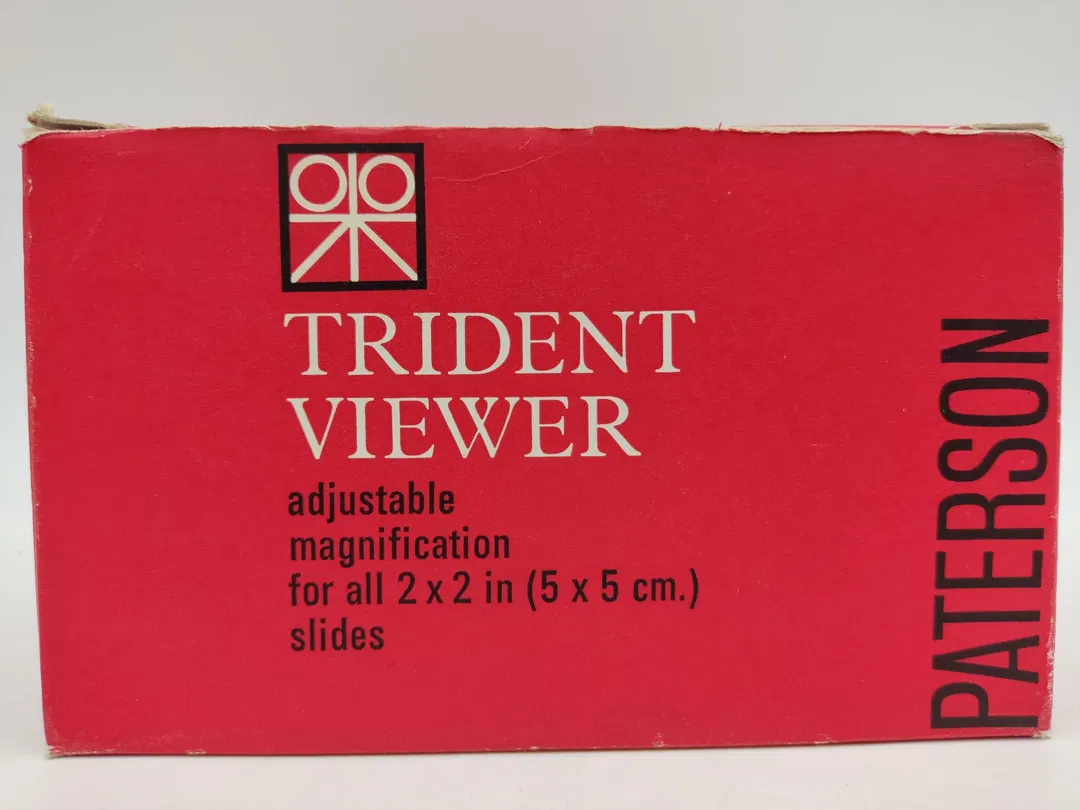 TRIDENT
VIEWER
adjustable
magnification
for all 2 x 2 in (5 x 5 cm.)
slides
PATERSON